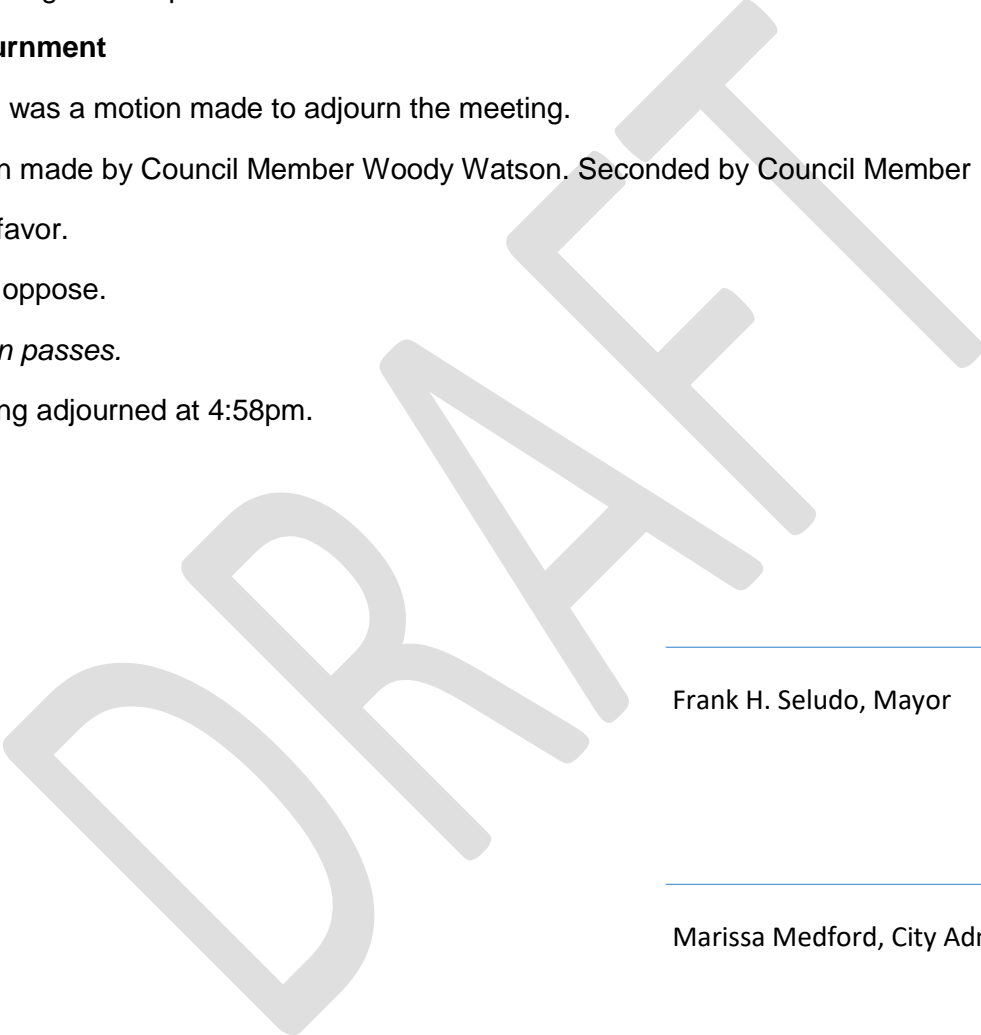 urnment
was a motion made to adjourn the meeting.
n made by Council Member Woody Watson. Seconded by Council Member
favor.
oppose.
n passes.
ng adjourned at 4:58pm.
DRAFT
Frank H. Seludo, Mayor
Marissa Medford, City Adm